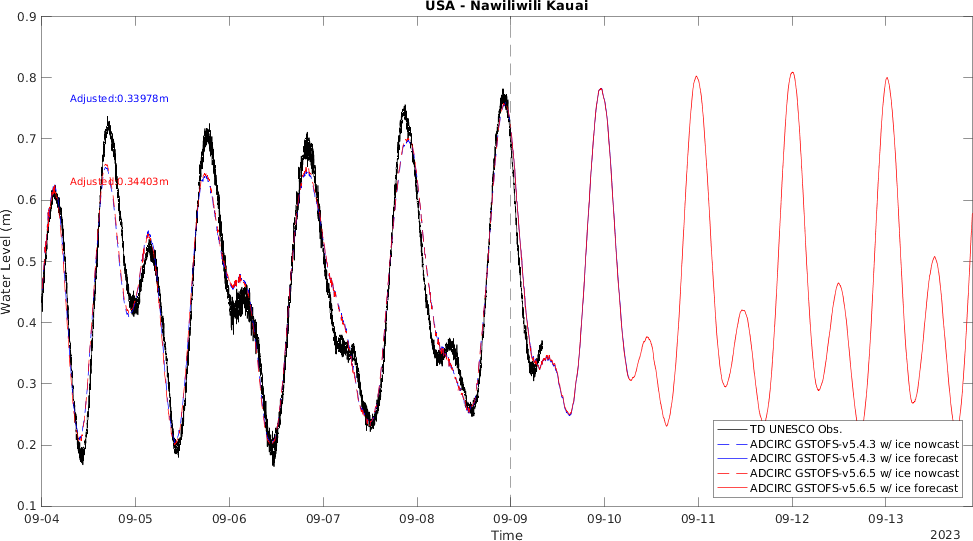 USA - Nawiliwili Kauai
0.9
0.8
0.7
0.6
0.5
0.4
0.3
0.2
0.1
Water Level (m)
Adjusted:0.33978m
Adjusted:0.34403m
TD UNESCO Obs.
ADCIRC GSTOFS-v5.4.3 w/ ice nowcast
ADCIRC GSTOFS-v5.4.3 w/ ice forecast
ADCIRC GSTOFS-v5.6.5 w/ ice nowcast
ADCIRC GSTOFS-v5.6.5 w/ ice forecast
09-04 09-05 09-06 09-07 09-08 09-09 09-10 09-11 09-12 09-13
Time
2023